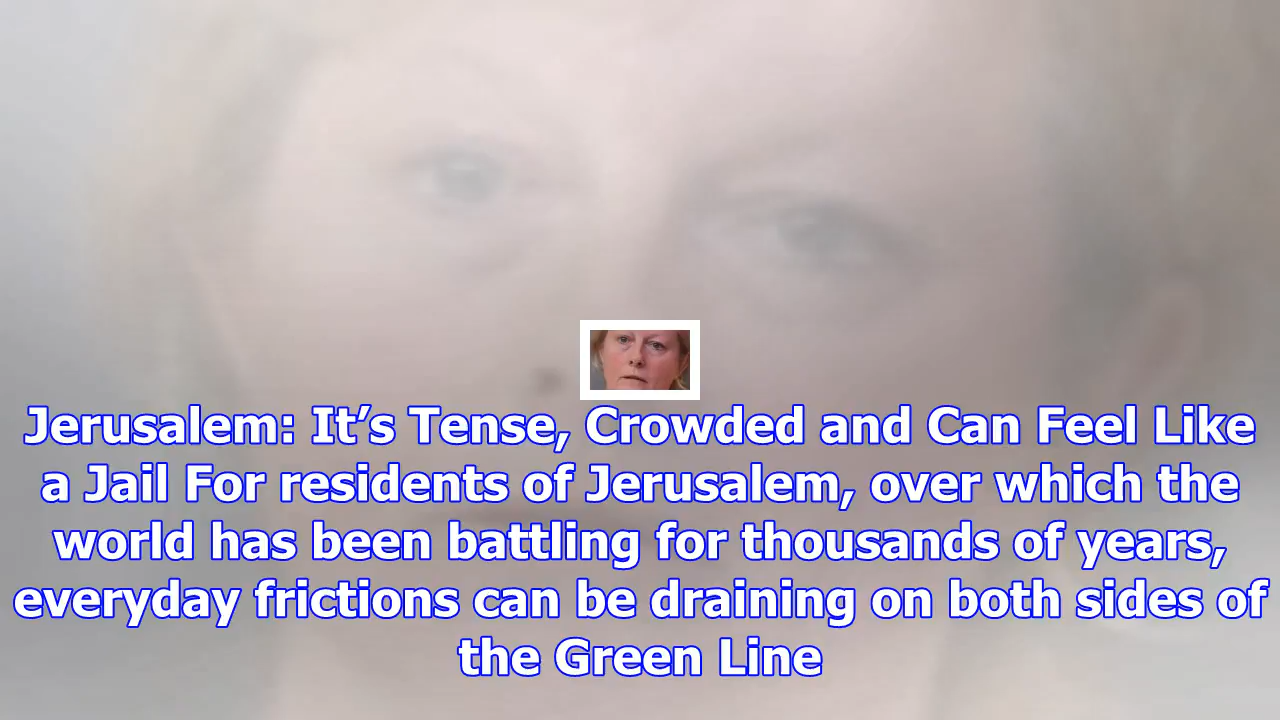 Jerusalem: It’s Tense, Crowded and Can Feel Like
a Jail For residents of Jerusalem, over which the
world has been battling for thousands of years,
everyday frictions can be draining on both sides of
the Green Line